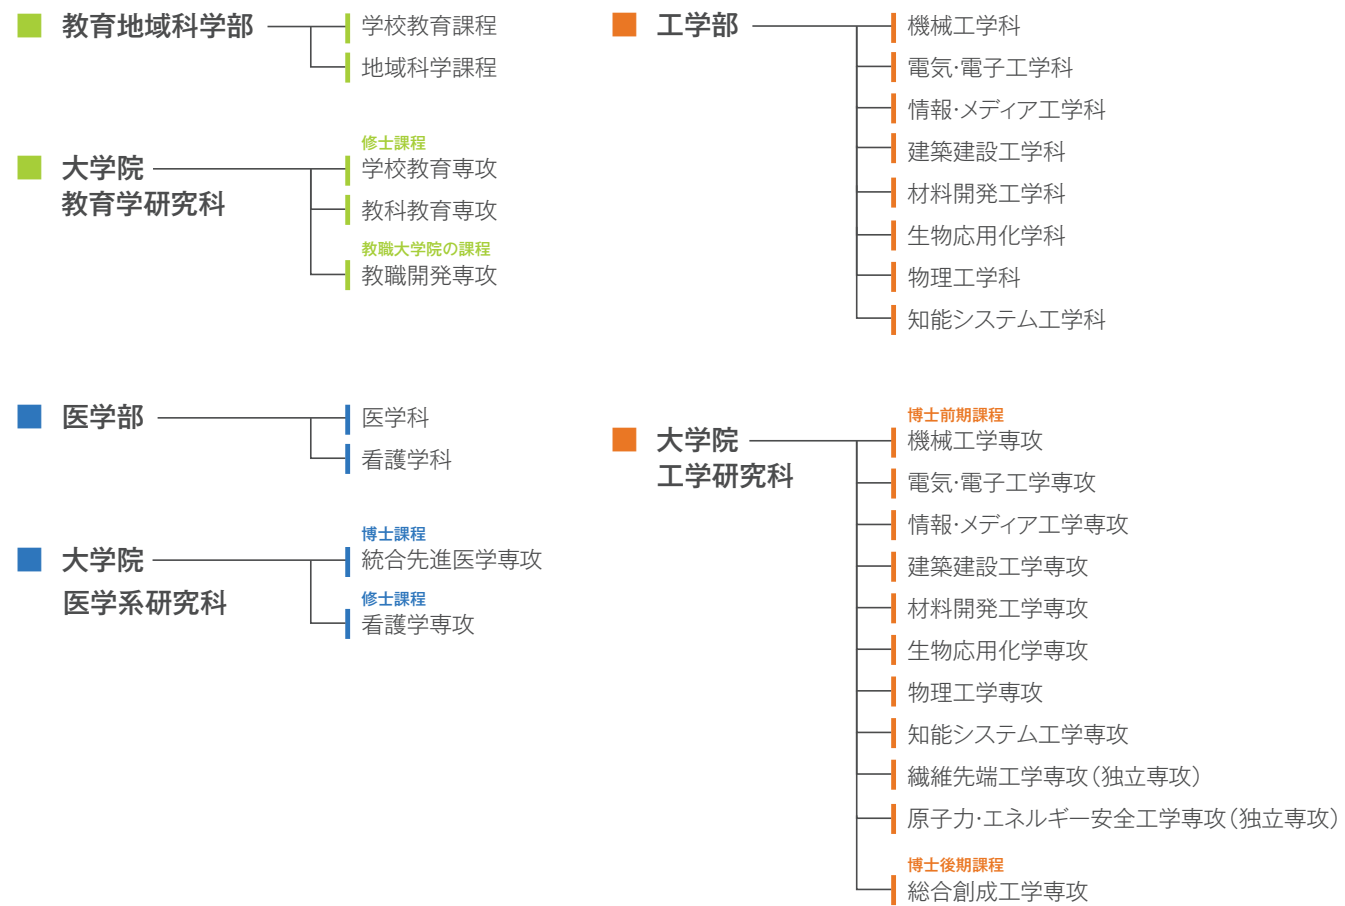 教育地域科学部
学校教育課程
地域科学課程
大学院
教育学研究科
修士課程
学校教育専攻
教科教育専攻
教職大学院の課程
教職開発専攻
医学部
医学科
看護学科
大学院
医学系研究科
博士課程
統合先進医学専攻
修士課程
看護学専攻
工学部
機械工学科
電気・電子工学科
情報・メディア工学科
建築建設工学科
材料開発工学科
生物応用化学科
物理工学科
知能システム工学科
大学院
工学研究科
博士前期課程
機械工学専攻
電気・電子工学専攻
情報・メディア工学専攻
建築建設工学専攻
材料開発工学専攻
生物応用化学専攻
物理工学専攻
知能システム工学専攻
繊維先端工学専攻（独立専攻）
原子力・エネルギー安全工学専攻（独立専攻）
博士後期課程
総合創成工学専攻